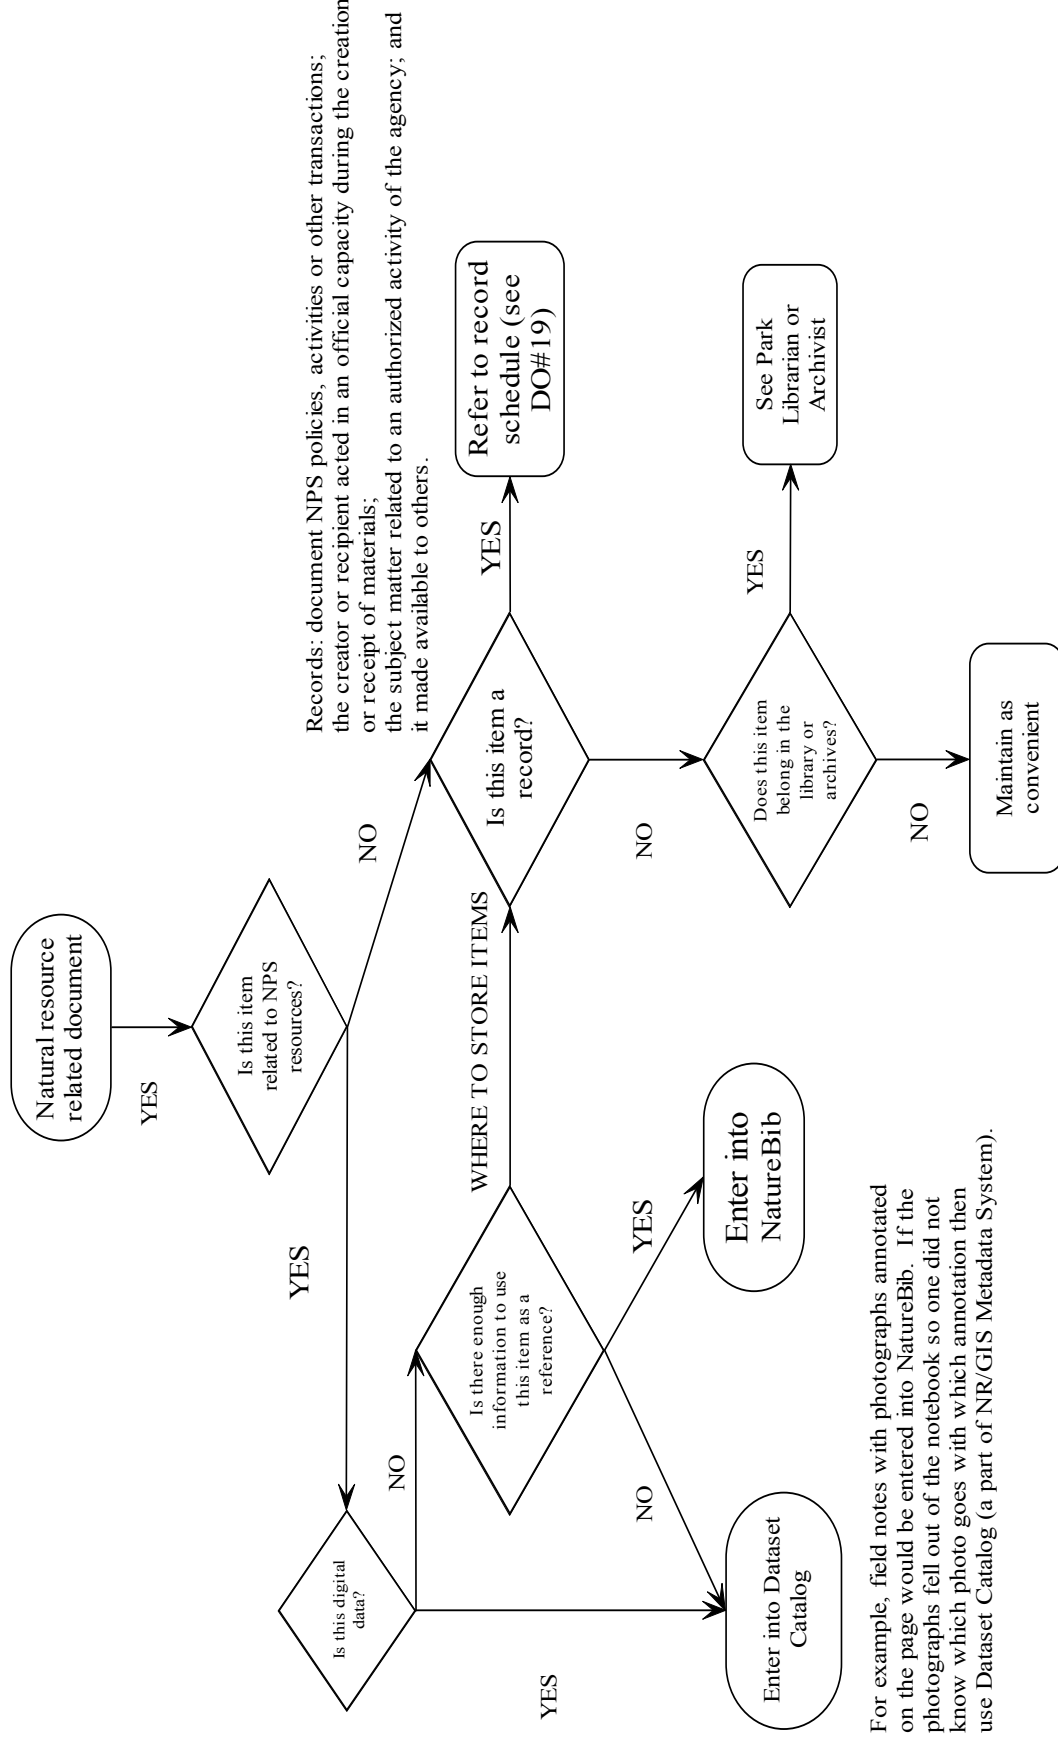 Natural resource
related document
YES
Is this item
related to NPS
resources?
YES
NO
Records: document NPS policies, activities or other transactions;
the creator or recipient acted in an official capacity during the creation
or receipt of materials;
the subject matter related to an authorized activity of the agency; and
it made available to others.
Is this digital
data?
NO
YES
Is there enough
information to use
this item as a
reference?
WHERE TO STORE ITEMS
Is this item a
record?
YES
Refer to record
schedule (see
DO#19)
NO
YES
NO
Enter into Dataset
Catalog
Enter into
NatureBib
Does this item
belong in the
library or
archives?
YES
See Park
Librarian or
Archivist
NO
Maintain as
convenient
For example, field notes with photographs annotated
on the page would be entered into NatureBib.  If the
photographs fell out of the notebook so one did not
know which photo goes with which annotation then
use Dataset Catalog (a part of NR/GIS Metadata System).